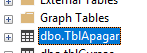 External Tables
Graph Tables
dbo.TblApagar